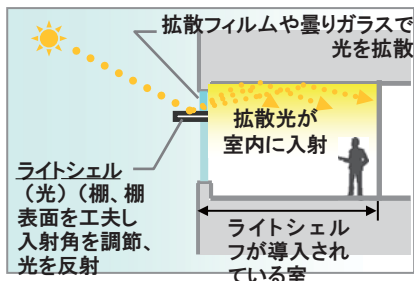 拡散フィルムや曇りガラスで
光を拡散
拡散光が
室内に入射
ライトシェル
（光）（棚、棚
表面を工夫し
入射角を調節、
光を反射
ライトシェル
フが導入され
ている室